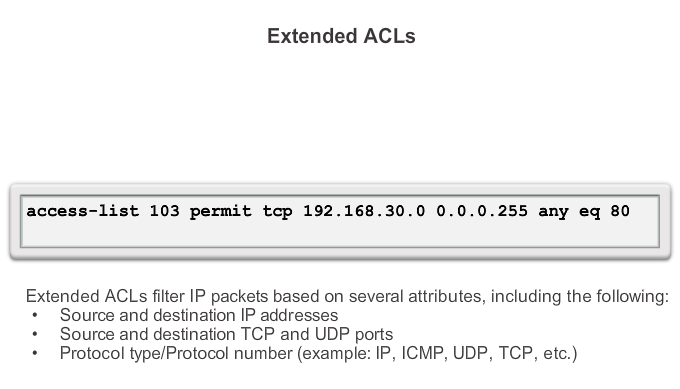 Extended ACLs
access-list 103 permit tcp 192.168.30.0 0.0.0.255 any eq 80
Extended ACLs filter IP packets based on several attributes, including the following:
• Source and destination IP addresses
• Source and destination TCP and UDP ports
• Protocol type/Protocol number (example: IP, ICMP, UDP, TCP, etc.)